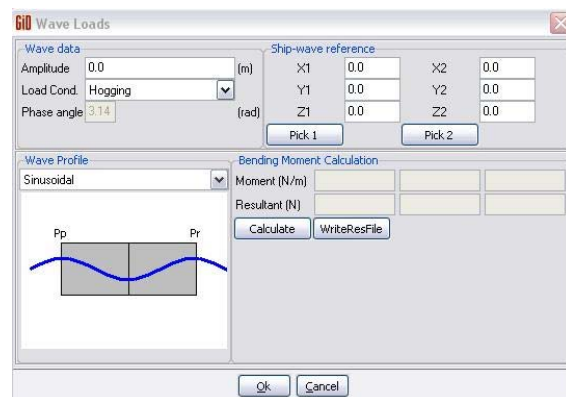 GiD Wave Loads
Wave data
Amplitude 0.0 (m)
Load Cond. Hogging
Phase angle 3.14 (rad)
Ship-wave reference
X1 0.0 X2 0.0
Y1 0.0 Y2 0.0
Z1 0.0 Z2 0.0
Pick 1 Pick 2
Wave Profile
Sinusoidal
Pp Pr
Bending Moment Calculation
Moment (N/m)
Resultant (N)
Calculate WriteResFile
Ok Cancel